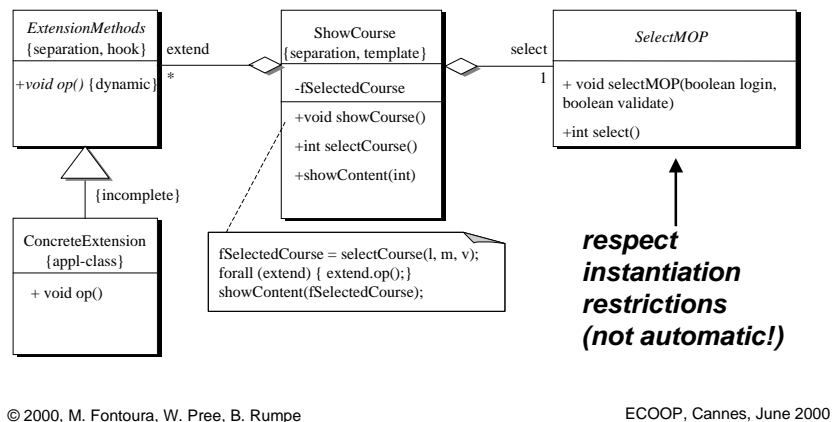 ExtensionMethods
{separation, hook}
+void op() {dynamic}
extend
*
{incomplete}
ConcreteExtension
{appl-class}
+ void op()
ShowCourse
{separation, template}
-fSelectedCourse
+void showCourse()
+int selectCourse()
+showContent(int)
fSelectedCourse = selectCourse(l, m, v);
forall (extend) { extend.op();}
showContent(fSelectedCourse);
select
1
SelectMOP
+ void selectMOP(boolean login,
boolean validate)
+int select()
respect
instantiation
restrictions
(not automatic!)
© 2000, M. Fontoura, W. Pree, B. Rumpe
ECOOP, Cannes, June 2000